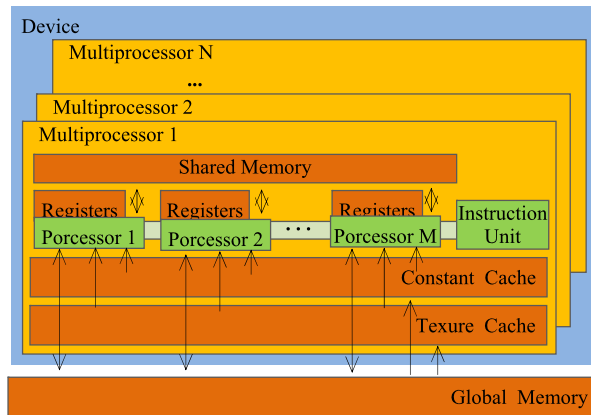 Device
Multiprocessor N
...
Multiprocessor 2
Multiprocessor 1
Shared Memory
Registers Registers Registers
Porcessor 1 Porcessor 2 ... Porcessor M
Instruction
Unit
Constant Cache
Texure Cache
Global Memory